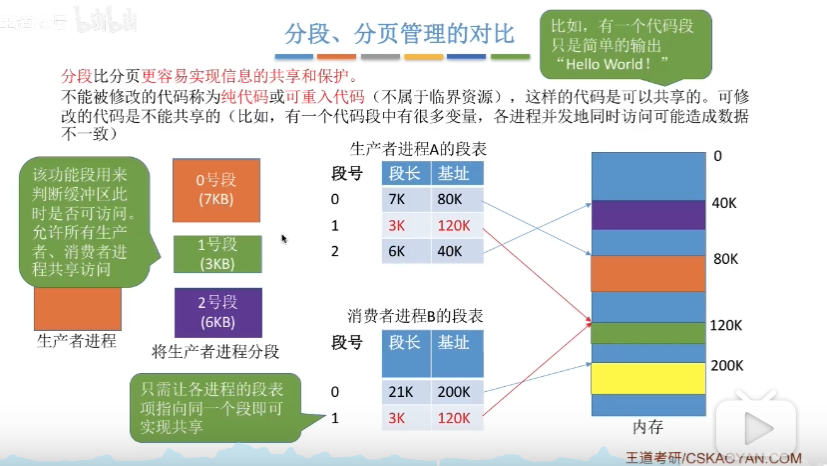 分段、分页管理的对比
比如，有一个代码段
只是简单的输出
“Hello World！”
分段比分页更容易实现信息的共享和保护。
不能被修改的代码称为纯代码或可重入代码（不属于临界资源），这样的代码是可以共享的。可修
改的代码是不能共享的（比如，有一个代码段中有很多变量，各进程并发地同时访问可能造成数据
不一致）
该功能段用来
判断缓冲区此
时是否可访问。
允许所有生产
者、消费者进
程共享访问
生产者进程
0号段
(7KB)
1号段
(3KB)
2号段
(6KB)
将生产者进程分段
生产者进程A的段表
段号 段长 基址
0 7K 80K
1 3K 120K
2 6K 40K
消费者进程B的段表
段号 段长 基址
0 21K 200K
1 3K 120K
只需让各进程的段表
项指向同一个段即可
实现共享
0
40K
80K
120K
200K
内存
王道考研/CSKAOYAN.COM